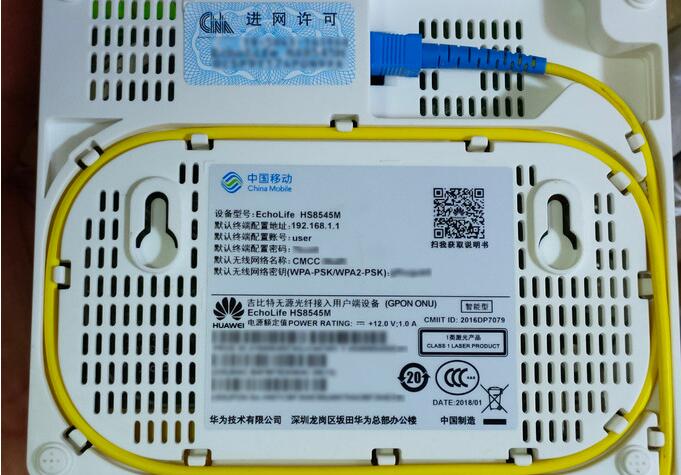 CNA 进网许可
中国移动
China Mobile
设备型号:EchoLife HS8545M
默认终端配置地址:192.168.1.1
默认终端配置账号:user
默认终端配置密码:
默认无线网络名称:CMCC
默认无线网络密钥(WPA-PSK/WPA2-PSK):
扫我获取说明书
吉比特无源光纤接入用户端设备 (GPON ONU)
智能型
EchoLife HS8545M
CMIIT ID: 2016DP7079
HUAWEI
电源额定值POWER RATING: ⎓ +12.0 V;1.0 A
1类激光产品
CLASS 1 LASER PRODUCT
20
CCC
S&E
DATE:2018/01
华为技术有限公司 深圳龙岗区坂田华为总部办公楼 中国制造